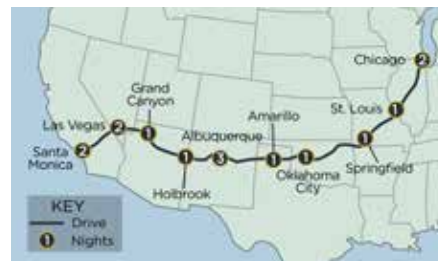 Chicago 2
Grand
Canyon
Las Vegas 2
1
Amarillo
St. Louis 1
Albuquerque
Santa
Monica
2
1
3
1
1
1
Holbrook
Oklahoma
City
Springfield
KEY
Drive
1 Nights